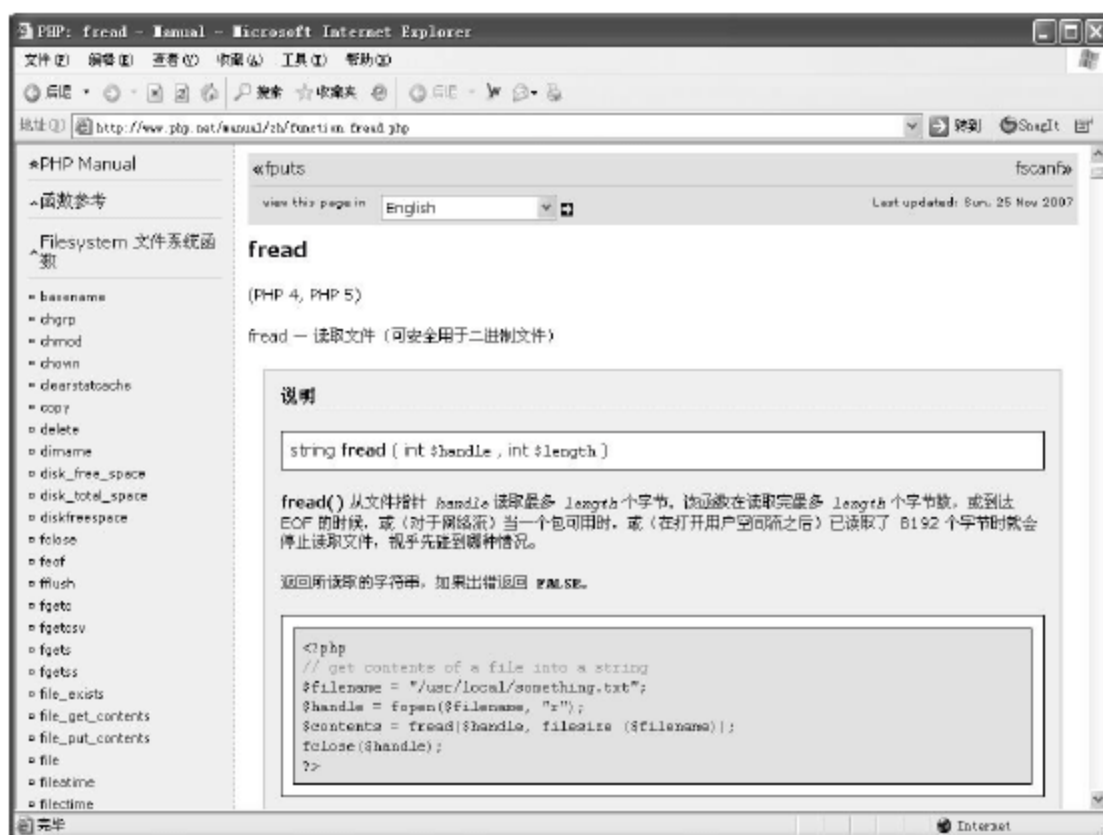 PHP: fread - Manual - Microsoft Internet Explorer
文件(F) 编辑(E) 查看(V) 收藏(A) 工具(T) 帮助(H)
后退 搜索 收藏夹
地址(D) http://www.php.net/manual/zh/function.fread.php 转到 SnagIt
PHP Manual
函数参考
Filesystem 文件系统函
数
basename
chgrp
chmod
chown
clearstatcache
copy
delete
dirname
disk_free_space
disk_total_space
diskfreespace
fclose
feof
fflush
fgetc
fgetcsv
fgets
fgetss
file_exists
file_get_contents
file_put_contents
file
fileatime
filectime
«fputs fscanf»
view this page in English Last updated: Sun, 25 Nov 2007
fread
(PHP 4, PHP 5)
fread — 读取文件（可安全用于二进制文件）
说明
string fread ( int $handle , int $length )
fread() 从文件指针 handle 读取最多 length 个字节。该函数在读取完最多 length 个字节数，或到达
EOF 的时候，或（对于网络流）当一个包可用时，或（在打开用户空间流之后）已读取了 8192 个字节时就会
停止读取文件，视乎先碰到哪种情况。
返回所读取的字符串，如果出错返回 FALSE。
<?php
// get contents of a file into a string
$filename = "/usr/local/something.txt";
$handle = fopen($filename, "r");
$contents = fread($handle, filesize ($filename));
fclose($handle);
?>
完毕 Internet